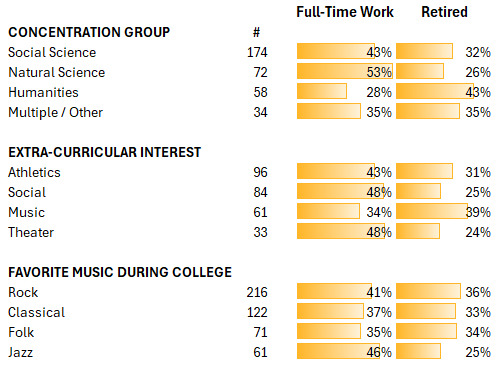 Full-Time Work Retired
CONCENTRATION GROUP #
Social Science 174 43% 32%
Natural Science 72 53% 26%
Humanities 58 28% 43%
Multiple / Other 34 35% 35%
EXTRA-CURRICULAR INTEREST
Athletics 96 43% 31%
Social 84 48% 25%
Music 61 34% 39%
Theater 33 48% 24%
FAVORITE MUSIC DURING COLLEGE
Rock 216 41% 36%
Classical 122 37% 33%
Folk 71 35% 34%
Jazz 61 46% 25%